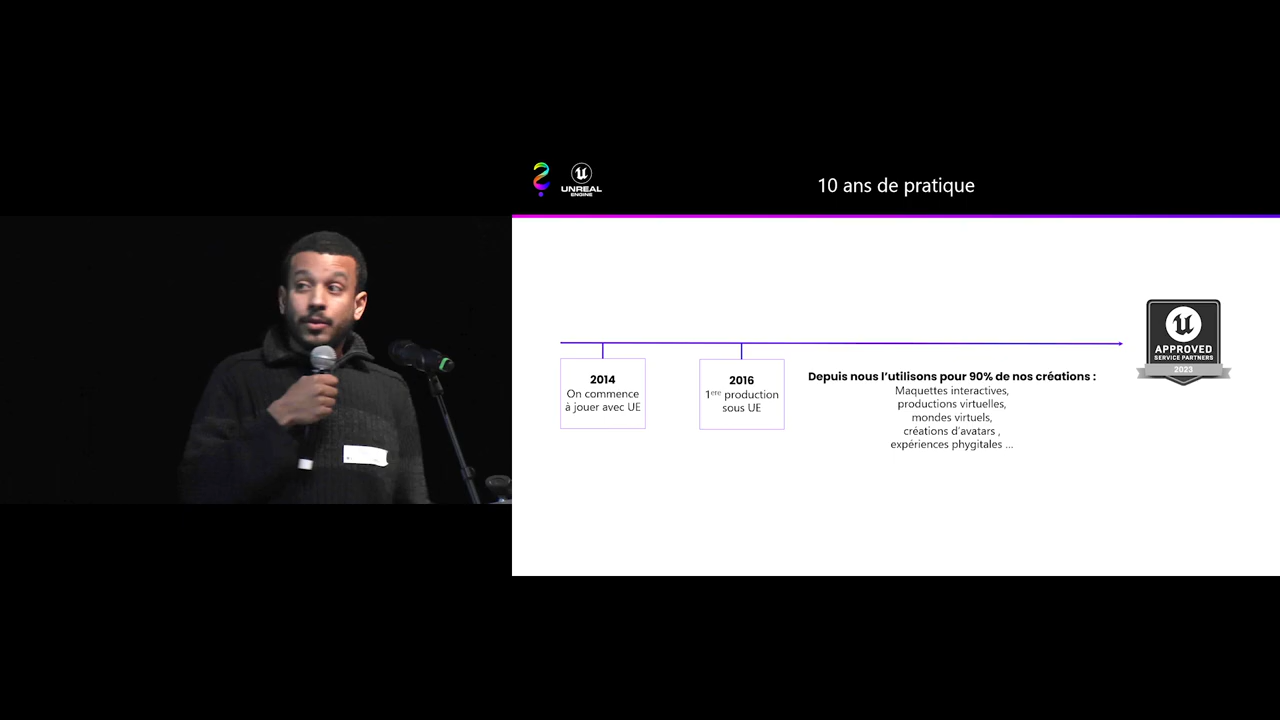 UNREAL
ENGINE
10 ans de pratique
APPROVED
SERVICE PARTNERS
2023
2014
On commence
à jouer avec UE
2016
1ere production
sous UE
Depuis nous l’utilisons pour 90% de nos créations :
Maquettes interactives,
productions virtuelles,
mondes virtuels,
créations d’avatars ,
expériences phygitales ...